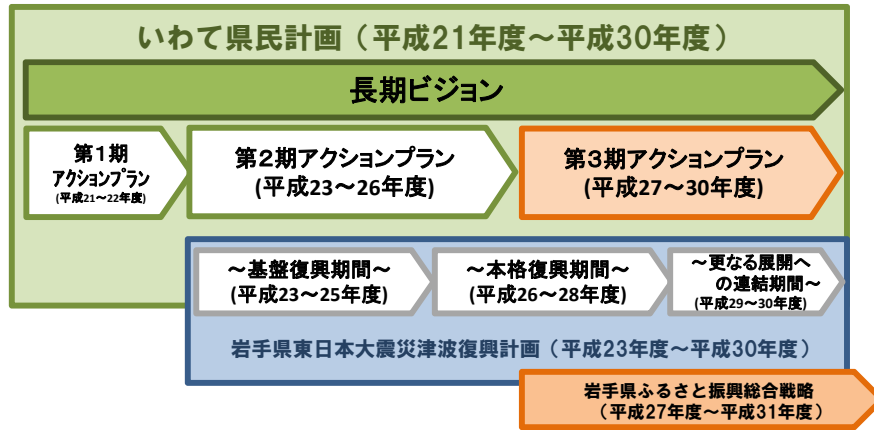 いわて県民計画（平成21年度～平成30年度）
長期ビジョン
第１期
アクションプラン
(平成21～22年度)
第２期アクションプラン
(平成23～26年度)
第３期アクションプラン
(平成27～30年度)
～基盤復興期間～
(平成23～25年度)
～本格復興期間～
(平成26～28年度)
～更なる展開へ
の連結期間～
(平成29～30年度)
岩手県東日本大震災津波復興計画（平成23年度～平成30年度）
岩手県ふるさと振興総合戦略
（平成27年度～平成31年度）